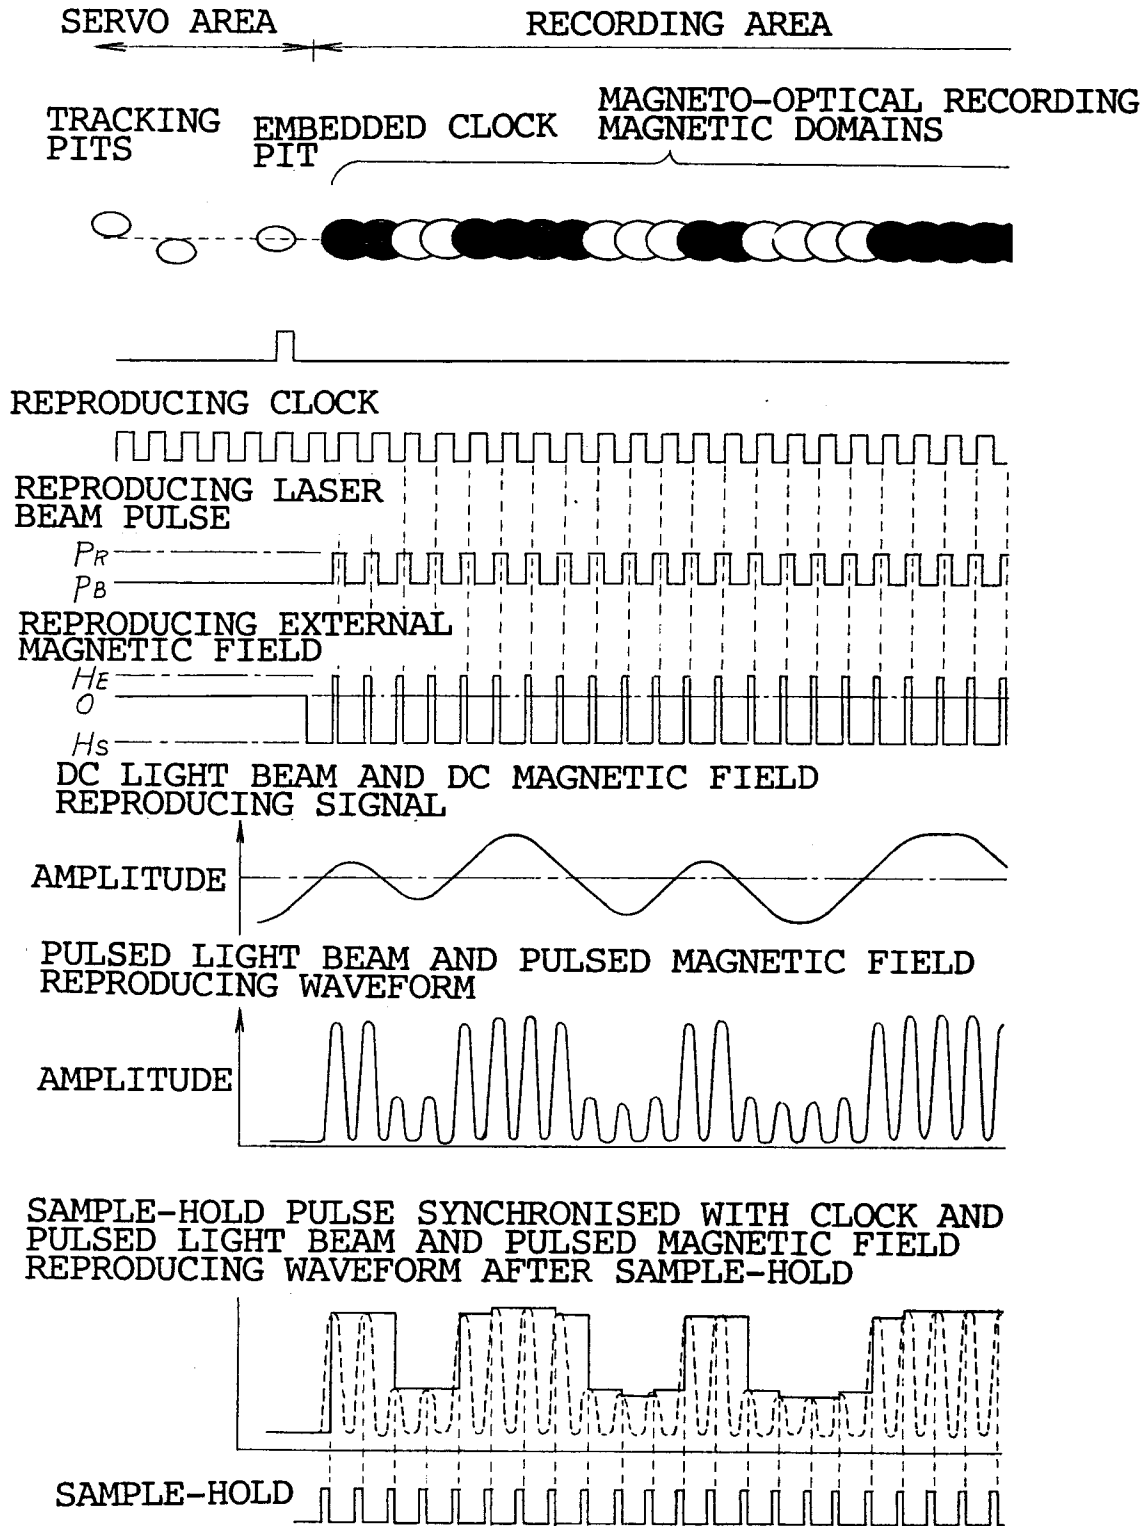 SERVO AREA
RECORDING AREA
TRACKING
PITS
EMBEDDED CLOCK
PIT
MAGNETO-OPTICAL RECORDING
MAGNETIC DOMAINS
REPRODUCING CLOCK
REPRODUCING LASER
BEAM PULSE
PR
PB
REPRODUCING EXTERNAL
MAGNETIC FIELD
HE
O
HS
DC LIGHT BEAM AND DC MAGNETIC FIELD
REPRODUCING SIGNAL
AMPLITUDE
PULSED LIGHT BEAM AND PULSED MAGNETIC FIELD
REPRODUCING WAVEFORM
AMPLITUDE
SAMPLE-HOLD PULSE SYNCHRONISED WITH CLOCK AND
PULSED LIGHT BEAM AND PULSED MAGNETIC FIELD
REPRODUCING WAVEFORM AFTER SAMPLE-HOLD
SAMPLE-HOLD